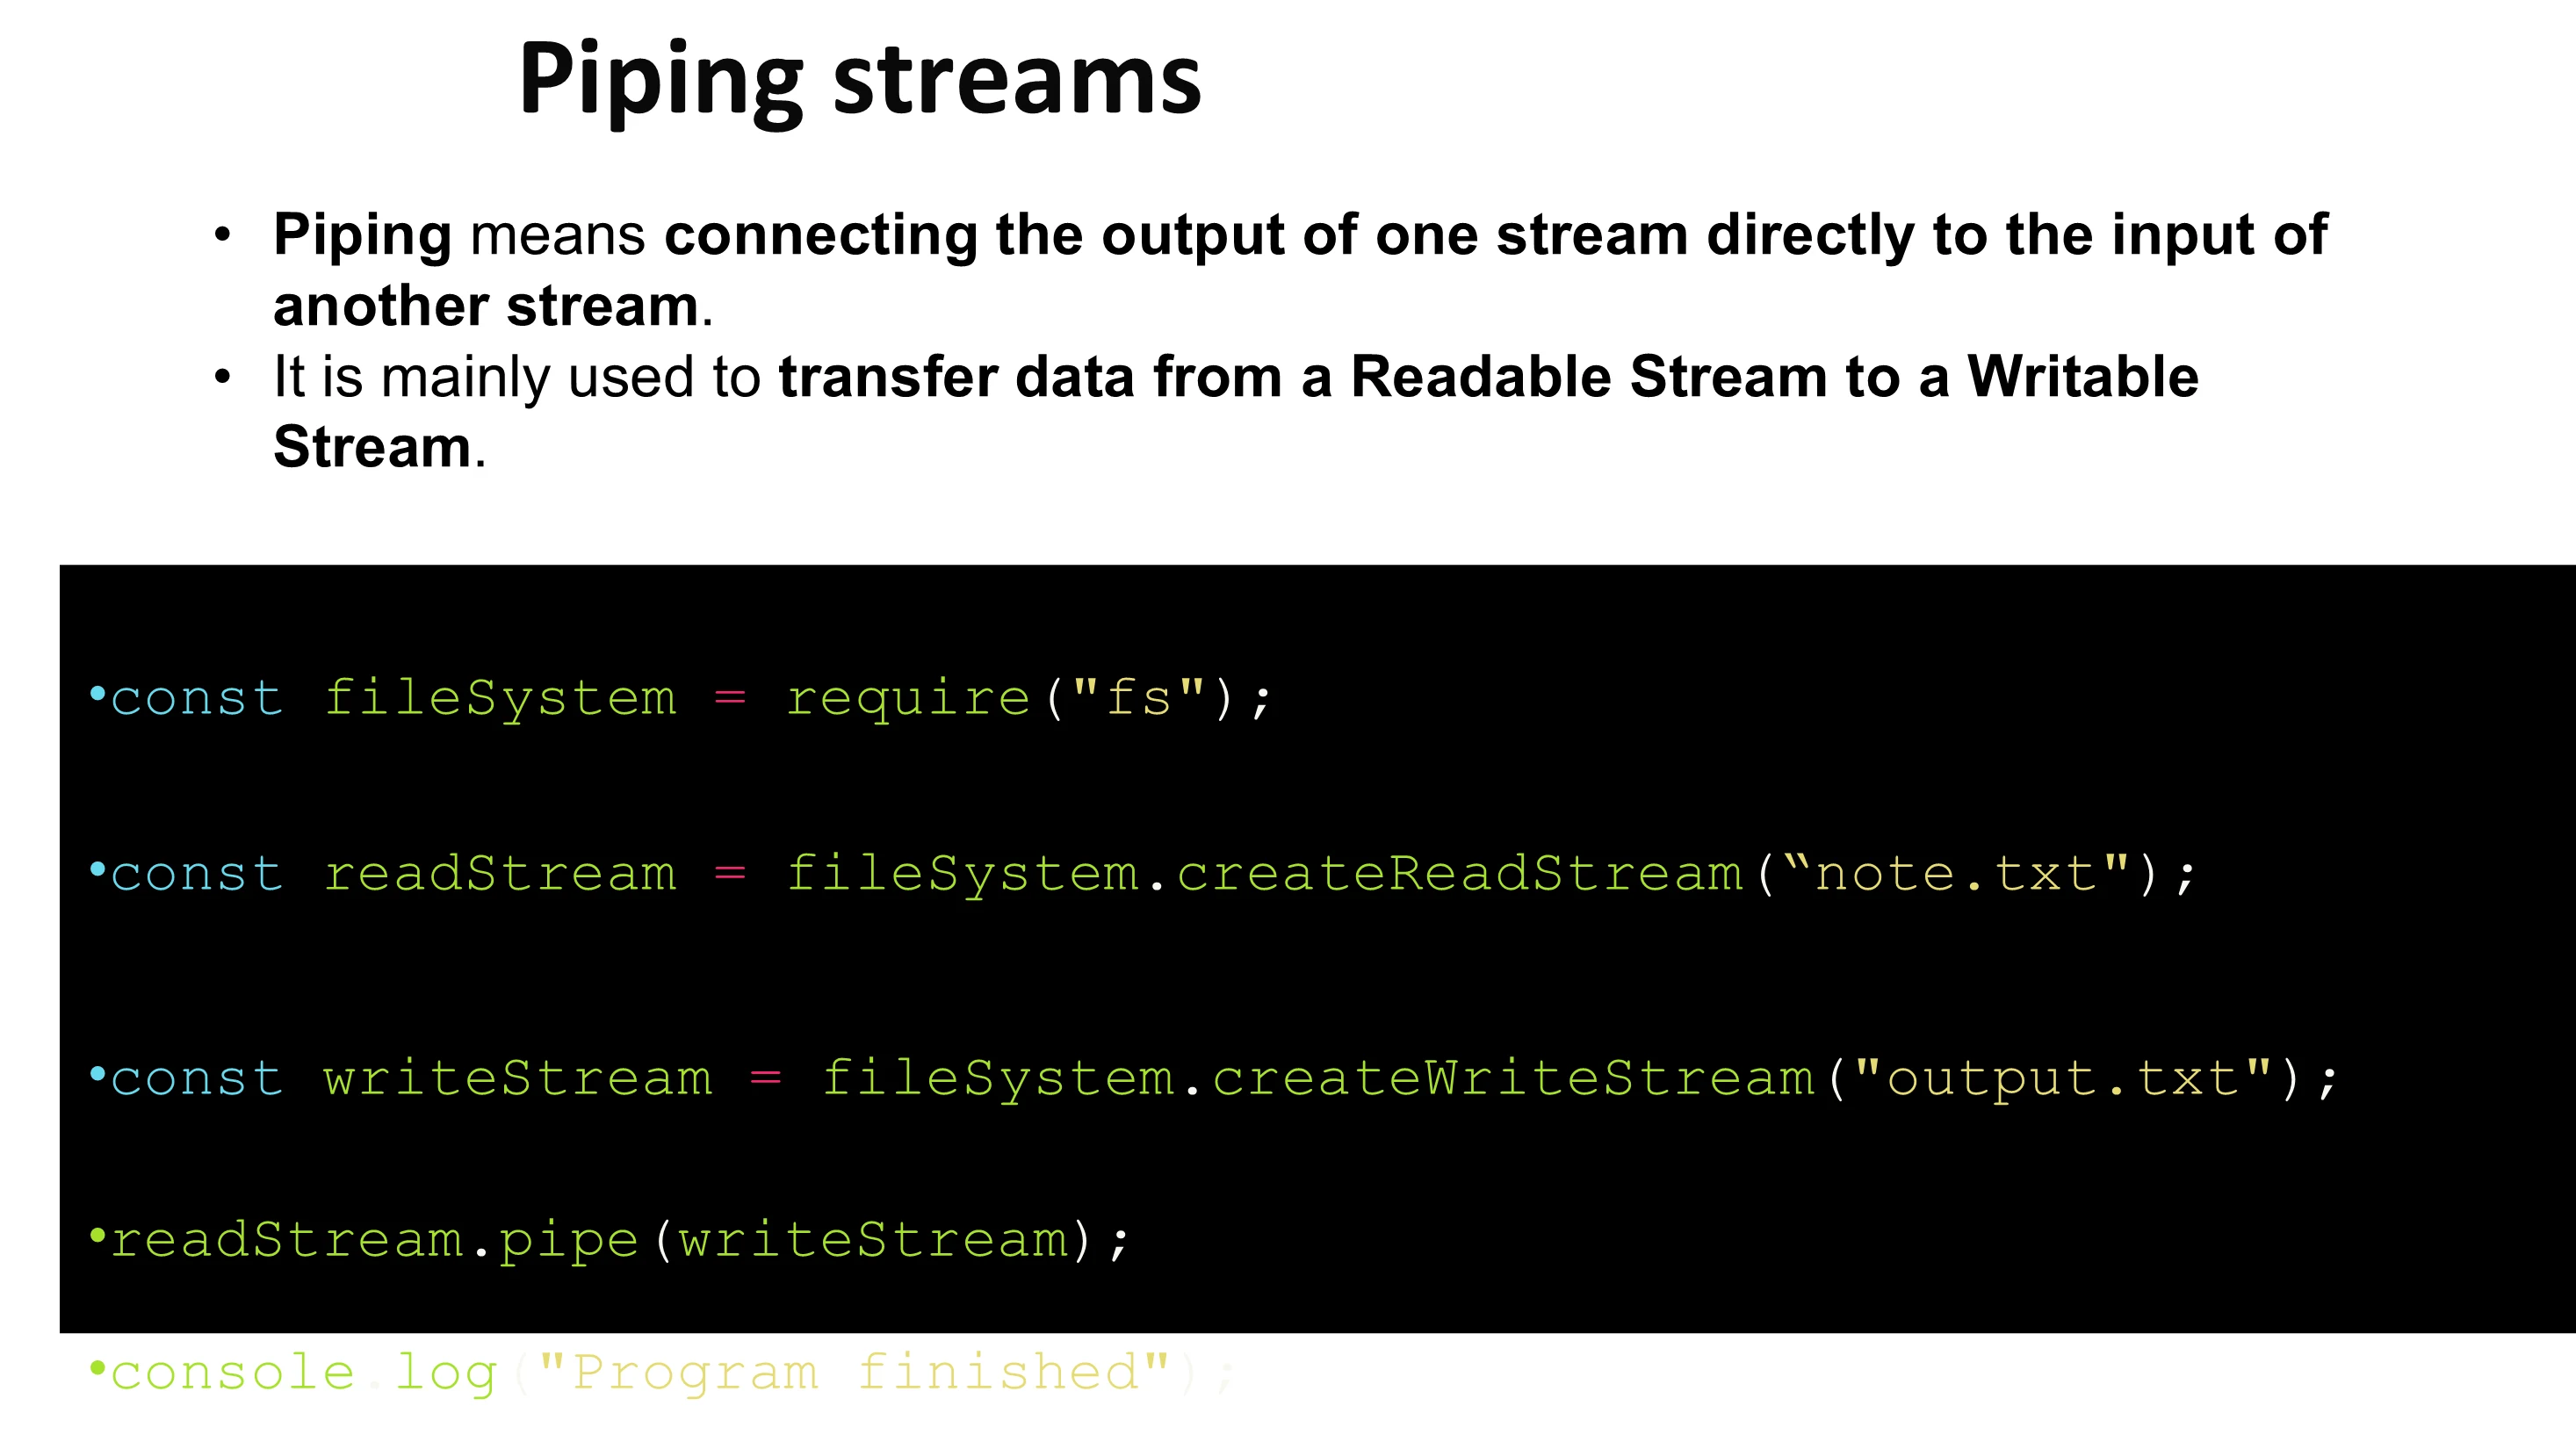 Piping streams
• Piping means connecting the output of one stream directly to the input of
another stream.
• It is mainly used to transfer data from a Readable Stream to a Writable
Stream.
•const fileSystem = require("fs");
•const readStream = fileSystem.createReadStream(“note.txt");
•const writeStream = fileSystem.createWriteStream("output.txt");
•readStream.pipe(writeStream);
•console.log("Program finished");